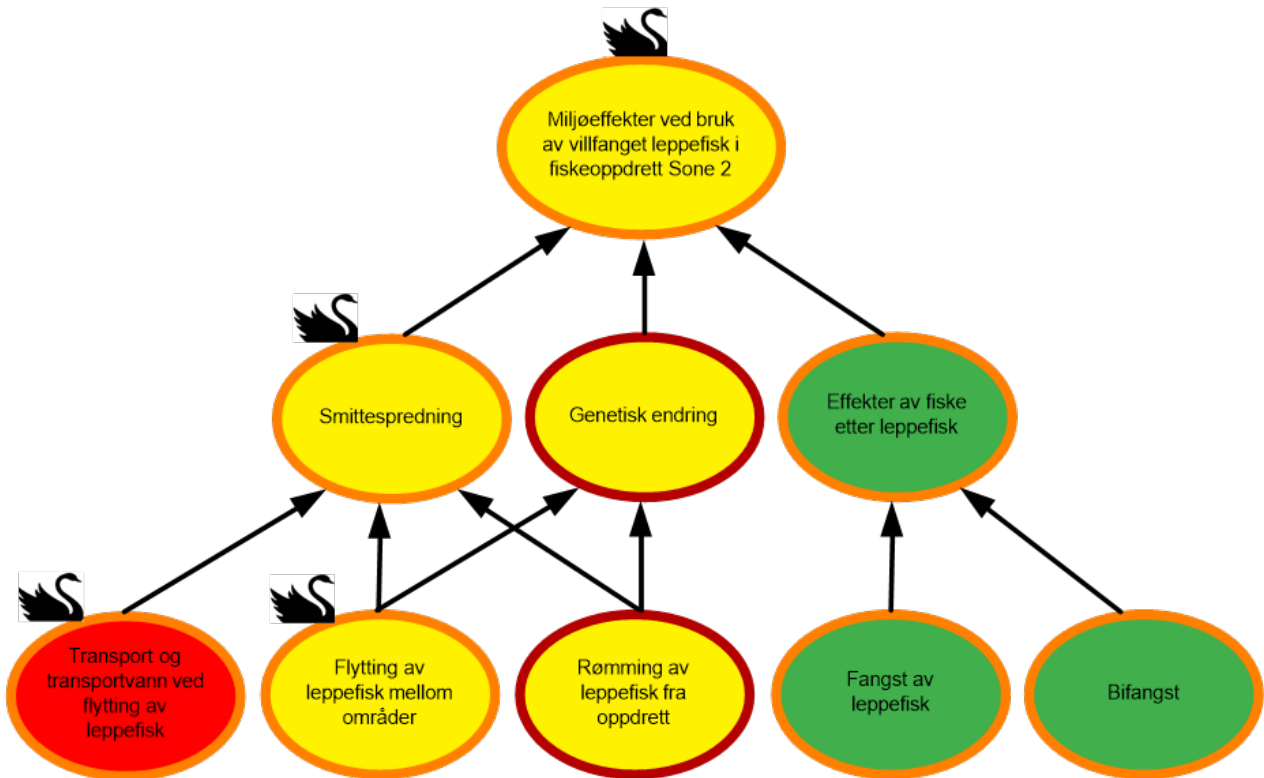 Miljøeffekter ved bruk
av villfanget leppefisk i
fiskeoppdrett Sone 2
Smittespredning
Genetisk endring
Effekter av fiske
etter leppefisk
Transport og
transportvann ved
flytting av
leppefisk
Flytting av
leppefisk mellom
områder
Rømming av
leppefisk fra
oppdrett
Fangst av
leppefisk
Bifangst